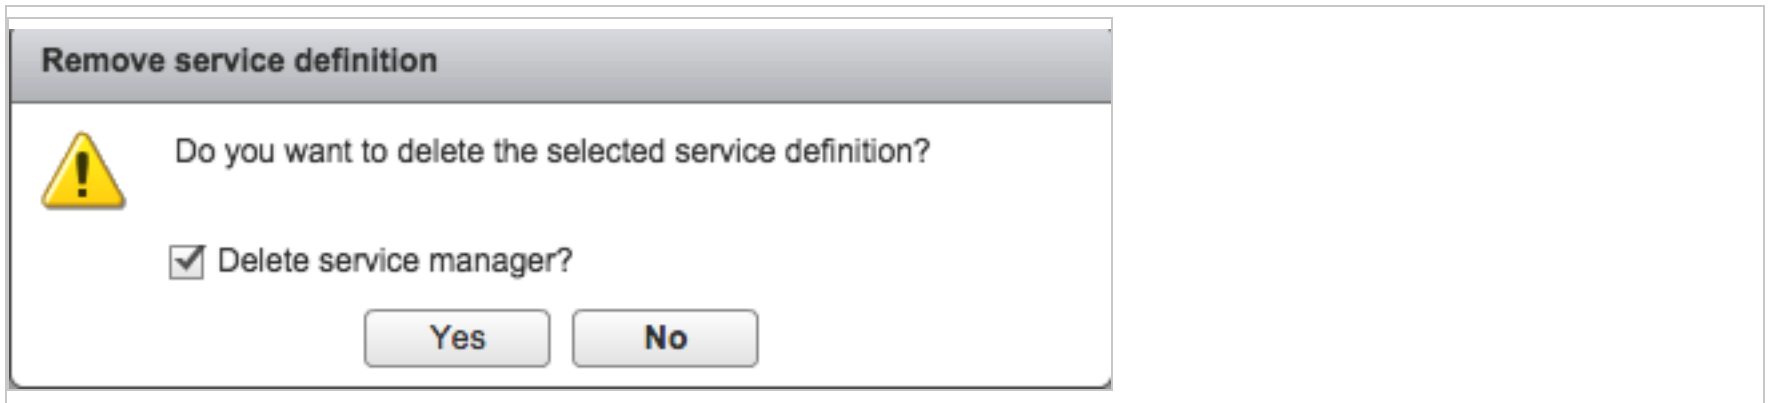 Remove service definition
Do you want to delete the selected service definition?
Delete service manager?
Yes No